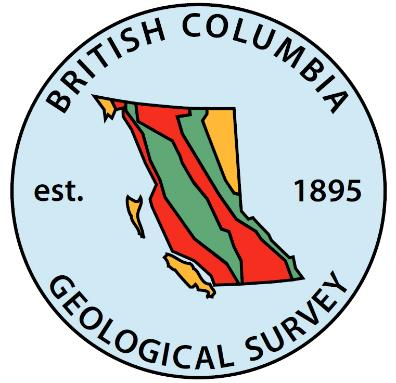 BRITISH COLUMBIA
est. 1895
GEOLOGICAL SURVEY